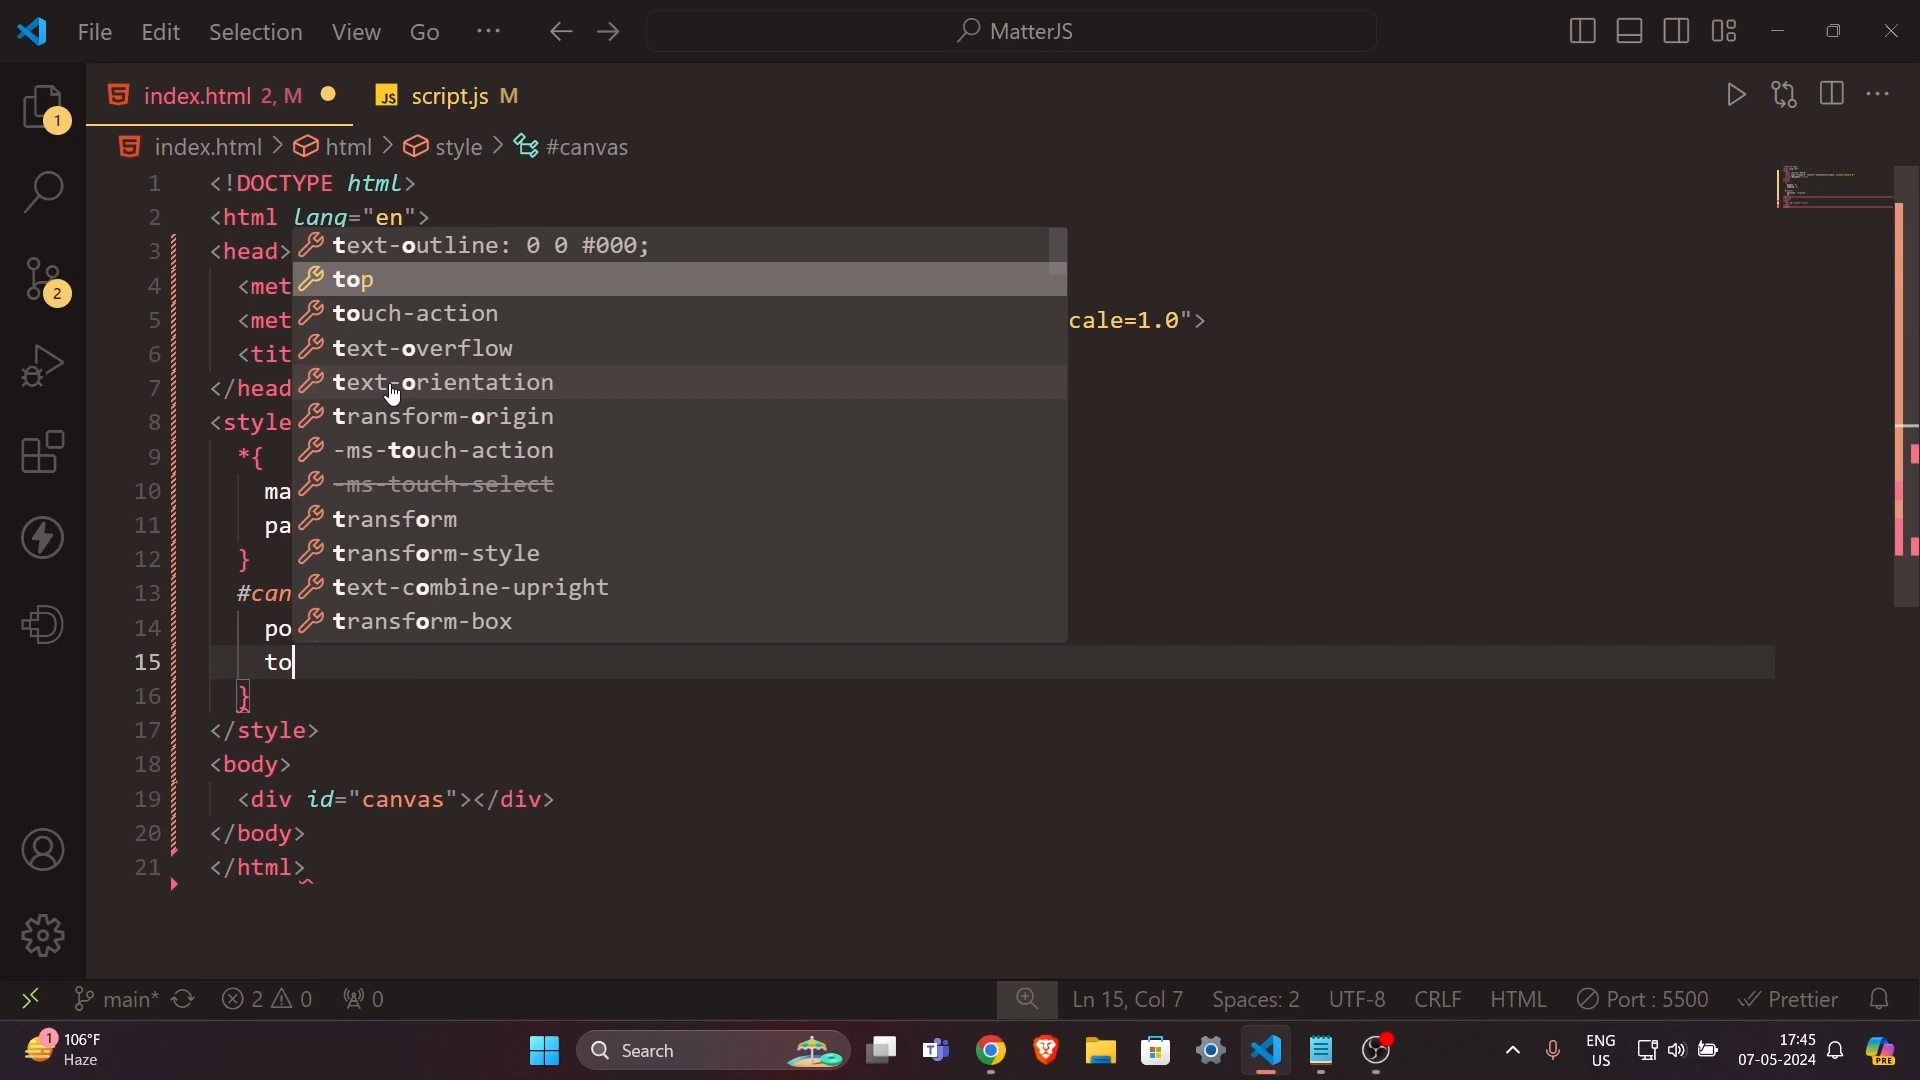 File Edit Selection View Go ··· MatterJS
index.html 2, M script.js M
index.html > html > style > #canvas
1 <!DOCTYPE html>
2 <html lang="en">
3 <head>
4 <met
5 <met cale=1.0">
6 <tit
7 </head
8 <style
9 *{
10 ma
11 pa
12 }
13 #can
14 po
15 to
16 }
17 </style>
18 <body>
19 <div id="canvas"></div>
20 </body>
21 </html>
text-outline: 0 0 #000;
top
touch-action
text-overflow
text-orientation
transform-origin
-ms-touch-action
-ms-touch-select
transform
transform-style
text-combine-upright
transform-box
1
2
main* 2 0 0 Ln 15, Col 7 Spaces: 2 UTF-8 CRLF HTML Port : 5500 Prettier
1 106°F
Haze
Search
ENG
US
17:45
07-05-2024
PRE